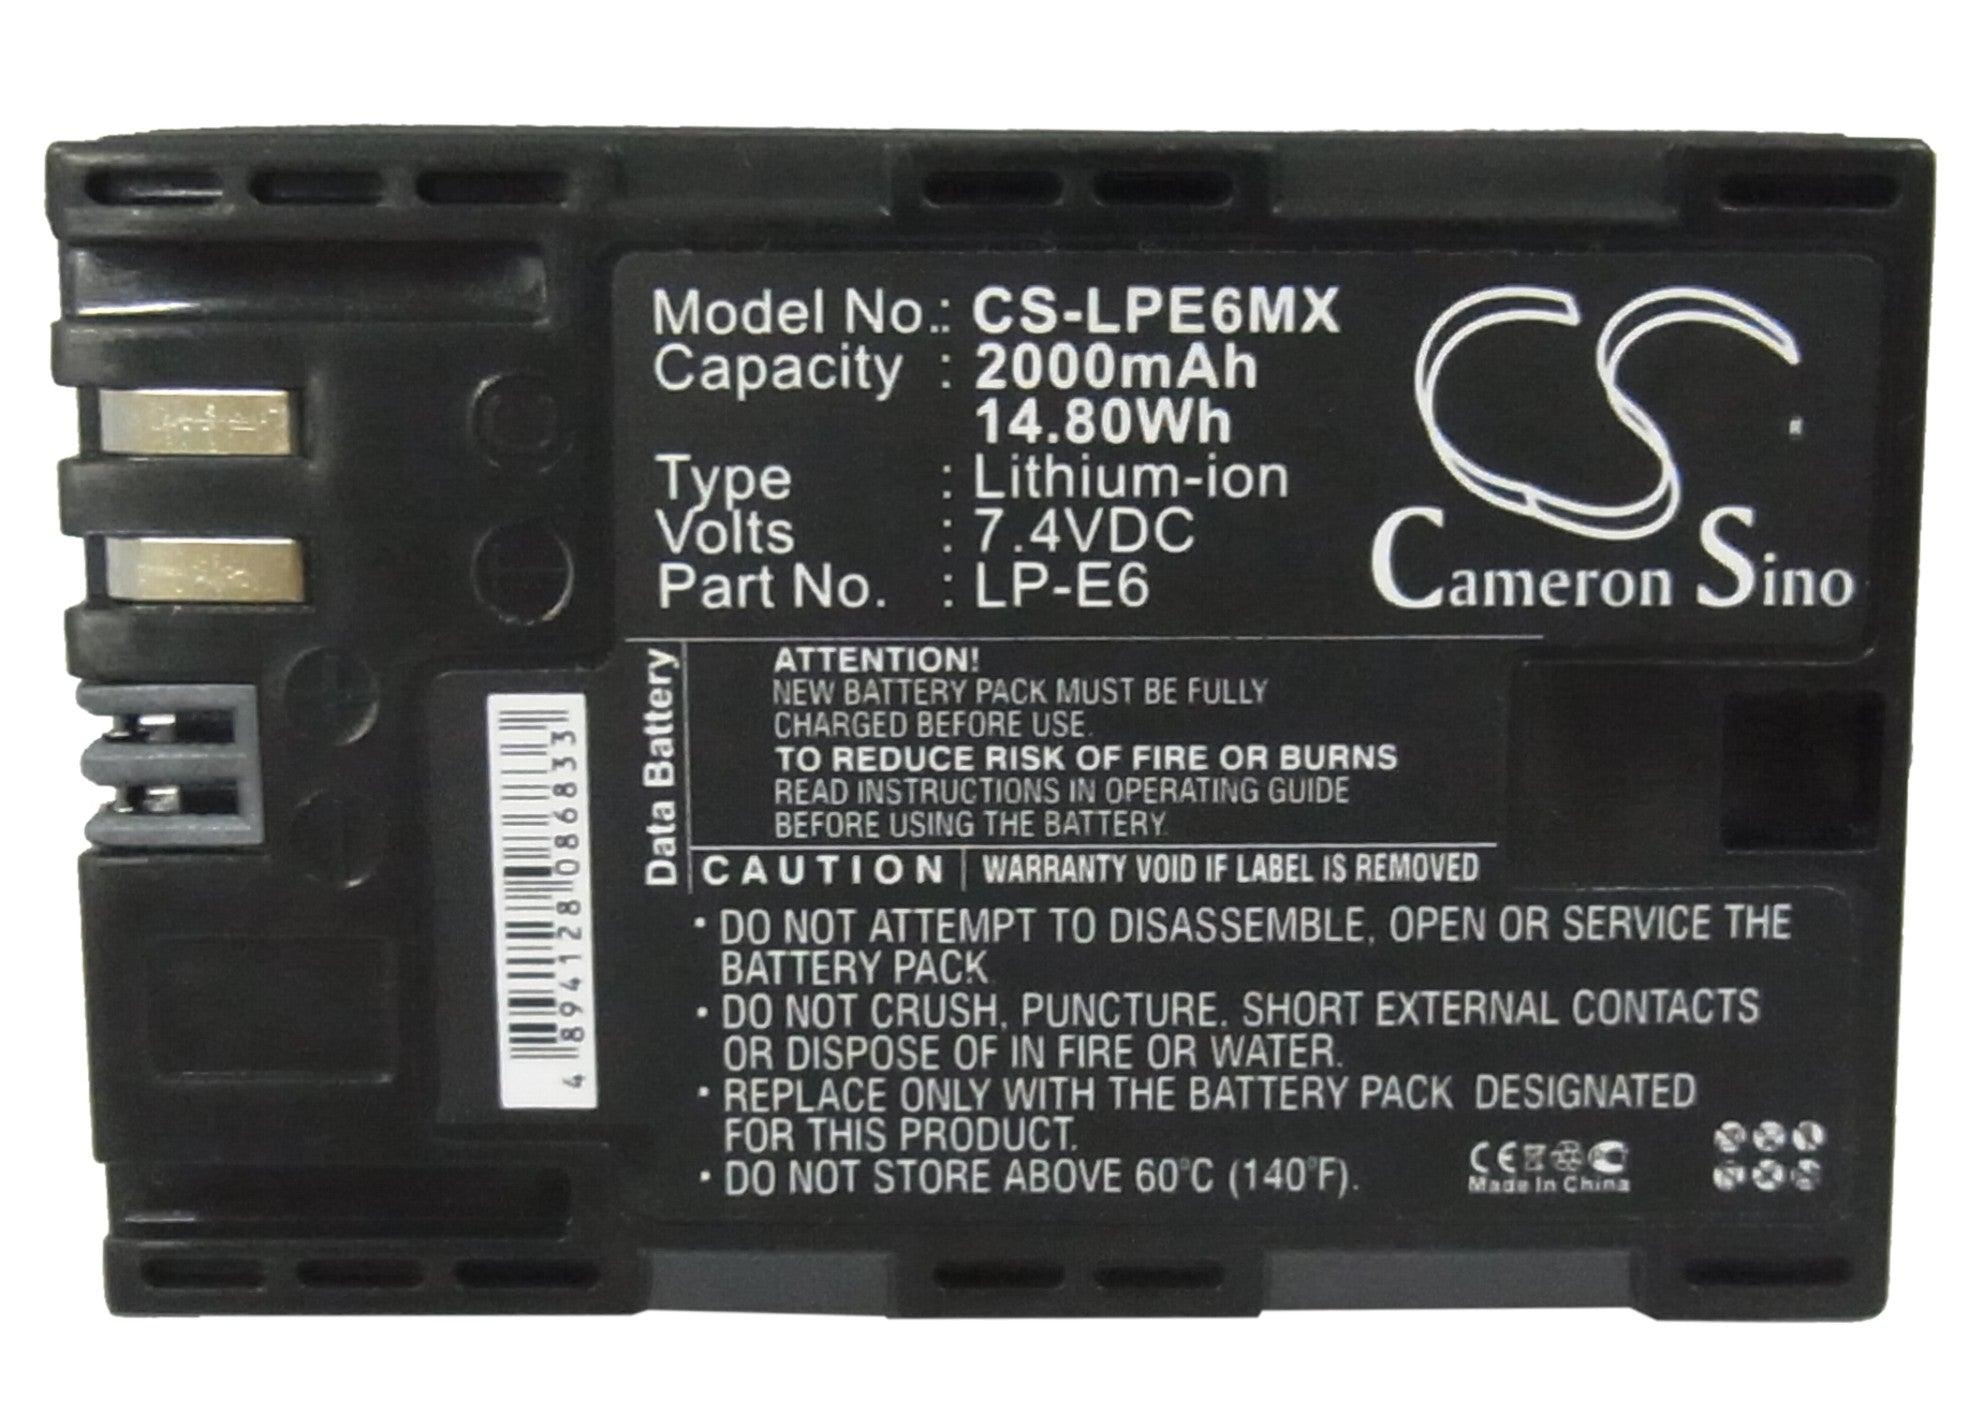 Model No.: CS-LPE6MX
Capacity : 2000mAh
14.80Wh
Type : Lithium-ion
Volts : 7.4VDC
Part No. : LP-E6
CS
Cameron Sino
Data Battery
ATTENTION!
NEW BATTERY PACK MUST BE FULLY
CHARGED BEFORE USE.
TO REDUCE RISK OF FIRE OR BURNS
READ INSTRUCTIONS IN OPERATING GUIDE
BEFORE USING THE BATTERY.
CAUTION | WARRANTY VOID IF LABEL IS REMOVED
• DO NOT ATTEMPT TO DISASSEMBLE, OPEN OR SERVICE THE
BATTERY PACK.
• DO NOT CRUSH, PUNCTURE. SHORT EXTERNAL CONTACTS
OR DISPOSE OF IN FIRE OR WATER.
• REPLACE ONLY WITH THE BATTERY PACK DESIGNATED
FOR THIS PRODUCT.
• DO NOT STORE ABOVE 60°C (140°F).
CE
Made In China
4 894128 086833